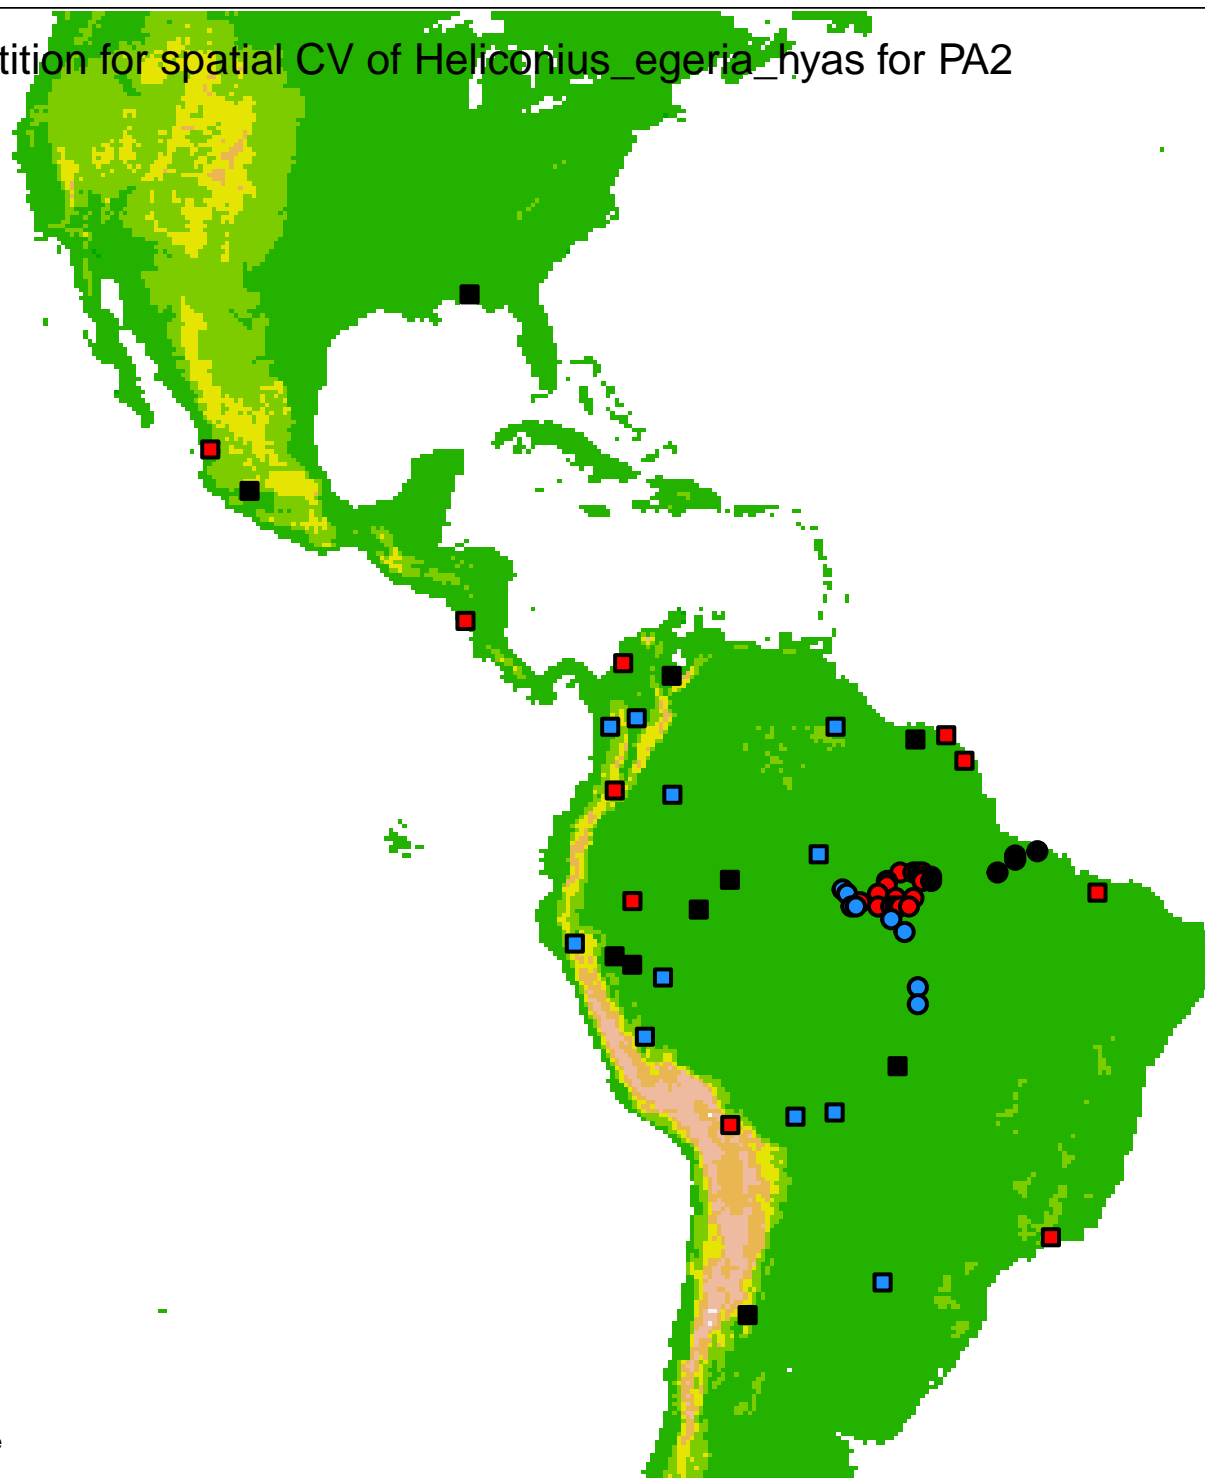 tition for spatial CV of Heliconius_egeria_hyas for PA2